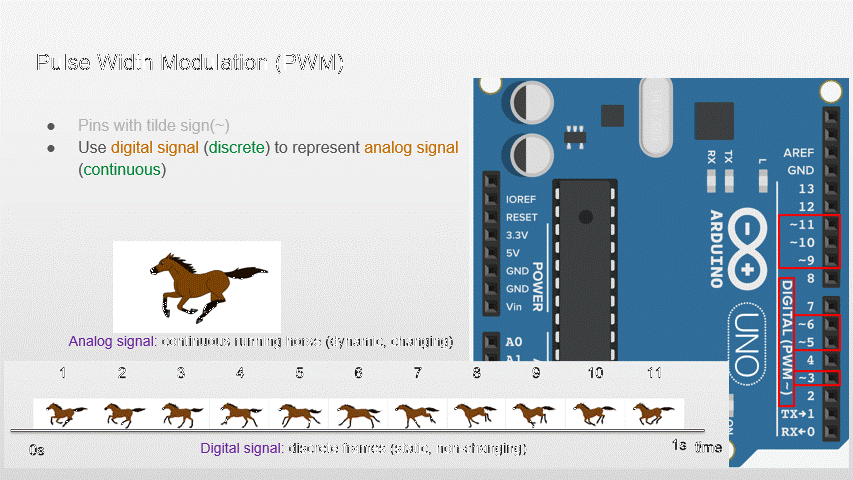 Pulse Width Modulation (PWM)
● Pins with tilde sign(~)
● Use digital signal (discrete) to represent analog signal
(continuous)
Analog signal: continuous running horse (dynamic, changing)
1 2 3 4 5 6 7 8 9 10 11
0s
Digital signal: discrete frames (static, non changing)
1s time
IOREF
RESET
3.3V
5V
GND
GND
Vin
POWER
A0
A1
RX
TX
L
ARDUINO
UNO
AREF
GND
13
12
~11
~10
~9
8
7
~6
~5
4
~3
2
TX→1
RX←0
DIGITAL (PWM~)